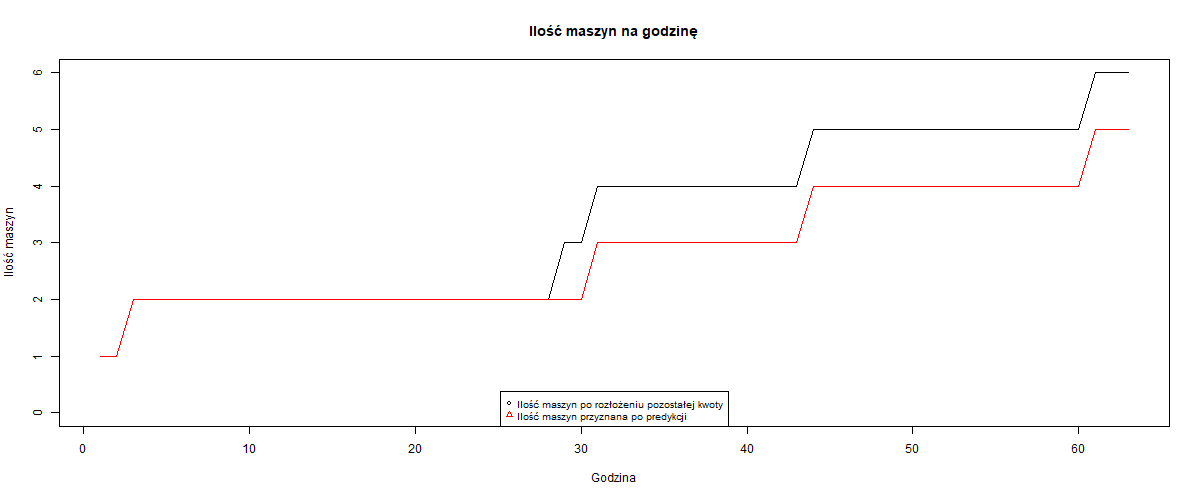 Ilość maszyn na godzinę
Ilość maszyn
6
5
4
3
2
1
0
Ilość maszyn po rozłożeniu pozostałej kwoty
Ilość maszyn przyznana po predykcji
0 10 20 30 40 50 60
Godzina